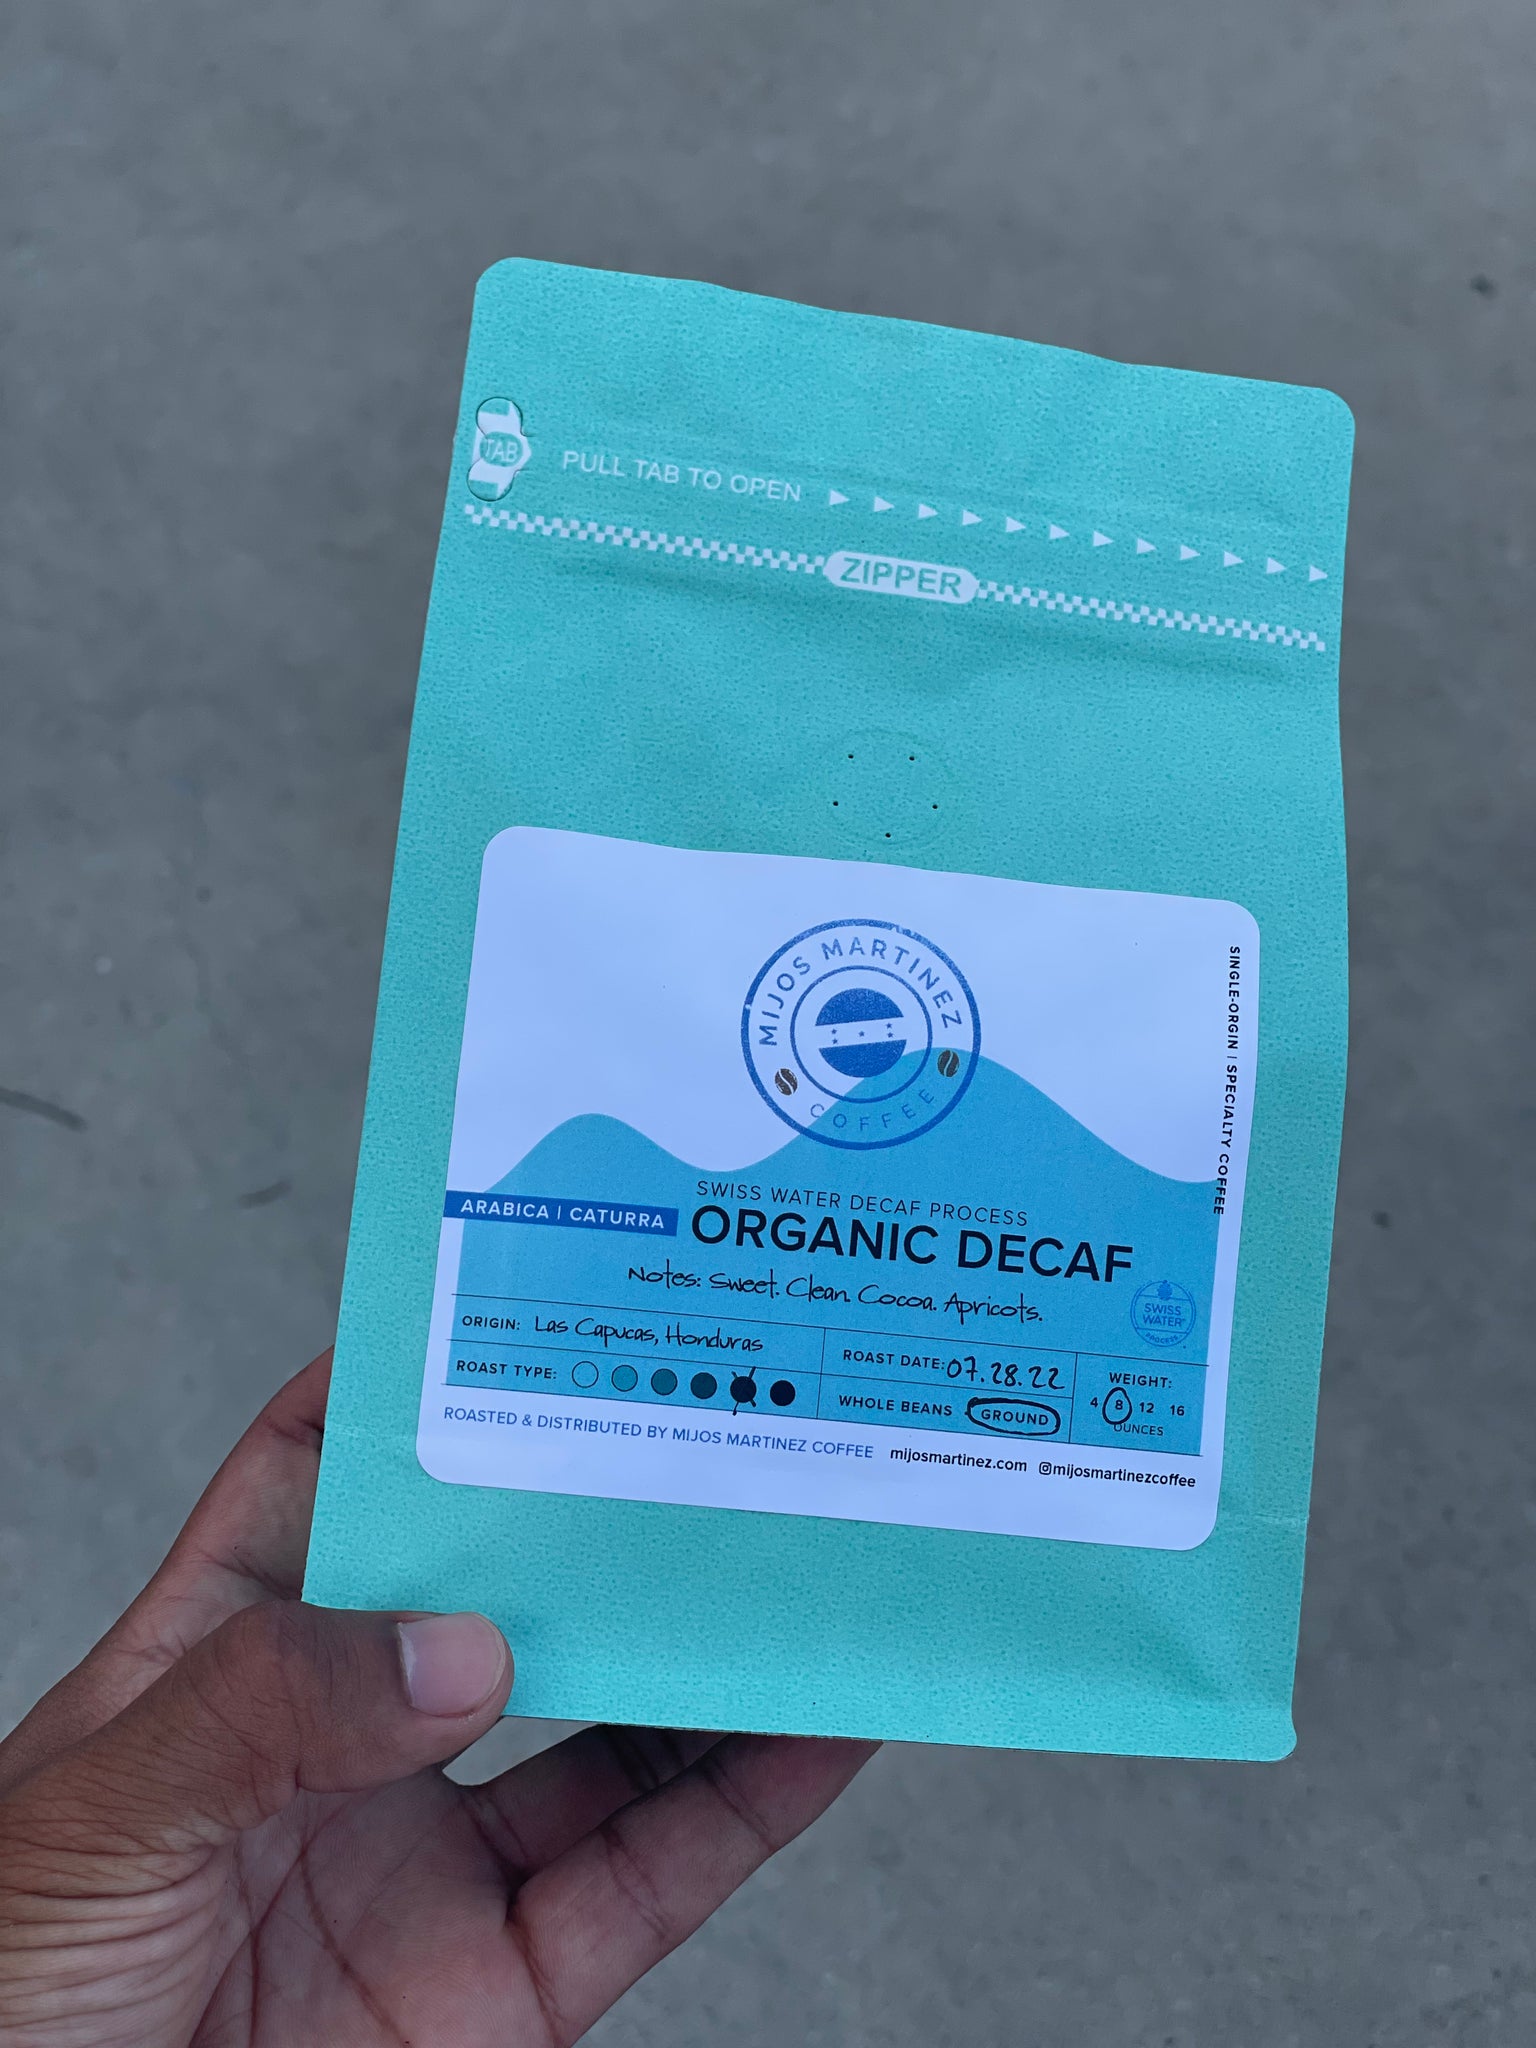 TAB
PULL TAB TO OPEN
ZIPPER
MIJOS MARTINEZ
COFFEE
SINGLE-ORGIN | SPECIALTY COFFEE
SWISS WATER DECAF PROCESS
ARABICA | CATURRA
ORGANIC DECAF
Notes: Sweet. Clean. Cocoa. Apricots.
SWISS
WATER
PROCESS
ORIGIN: Las Capucas, Honduras
ROAST TYPE:
ROAST DATE: 07.28.22
WHOLE BEANS GROUND
WEIGHT:
4 8 12 16
OUNCES
ROASTED & DISTRIBUTED BY MIJOS MARTINEZ COFFEE mijosmartinez.com @mijosmartinezcoffee